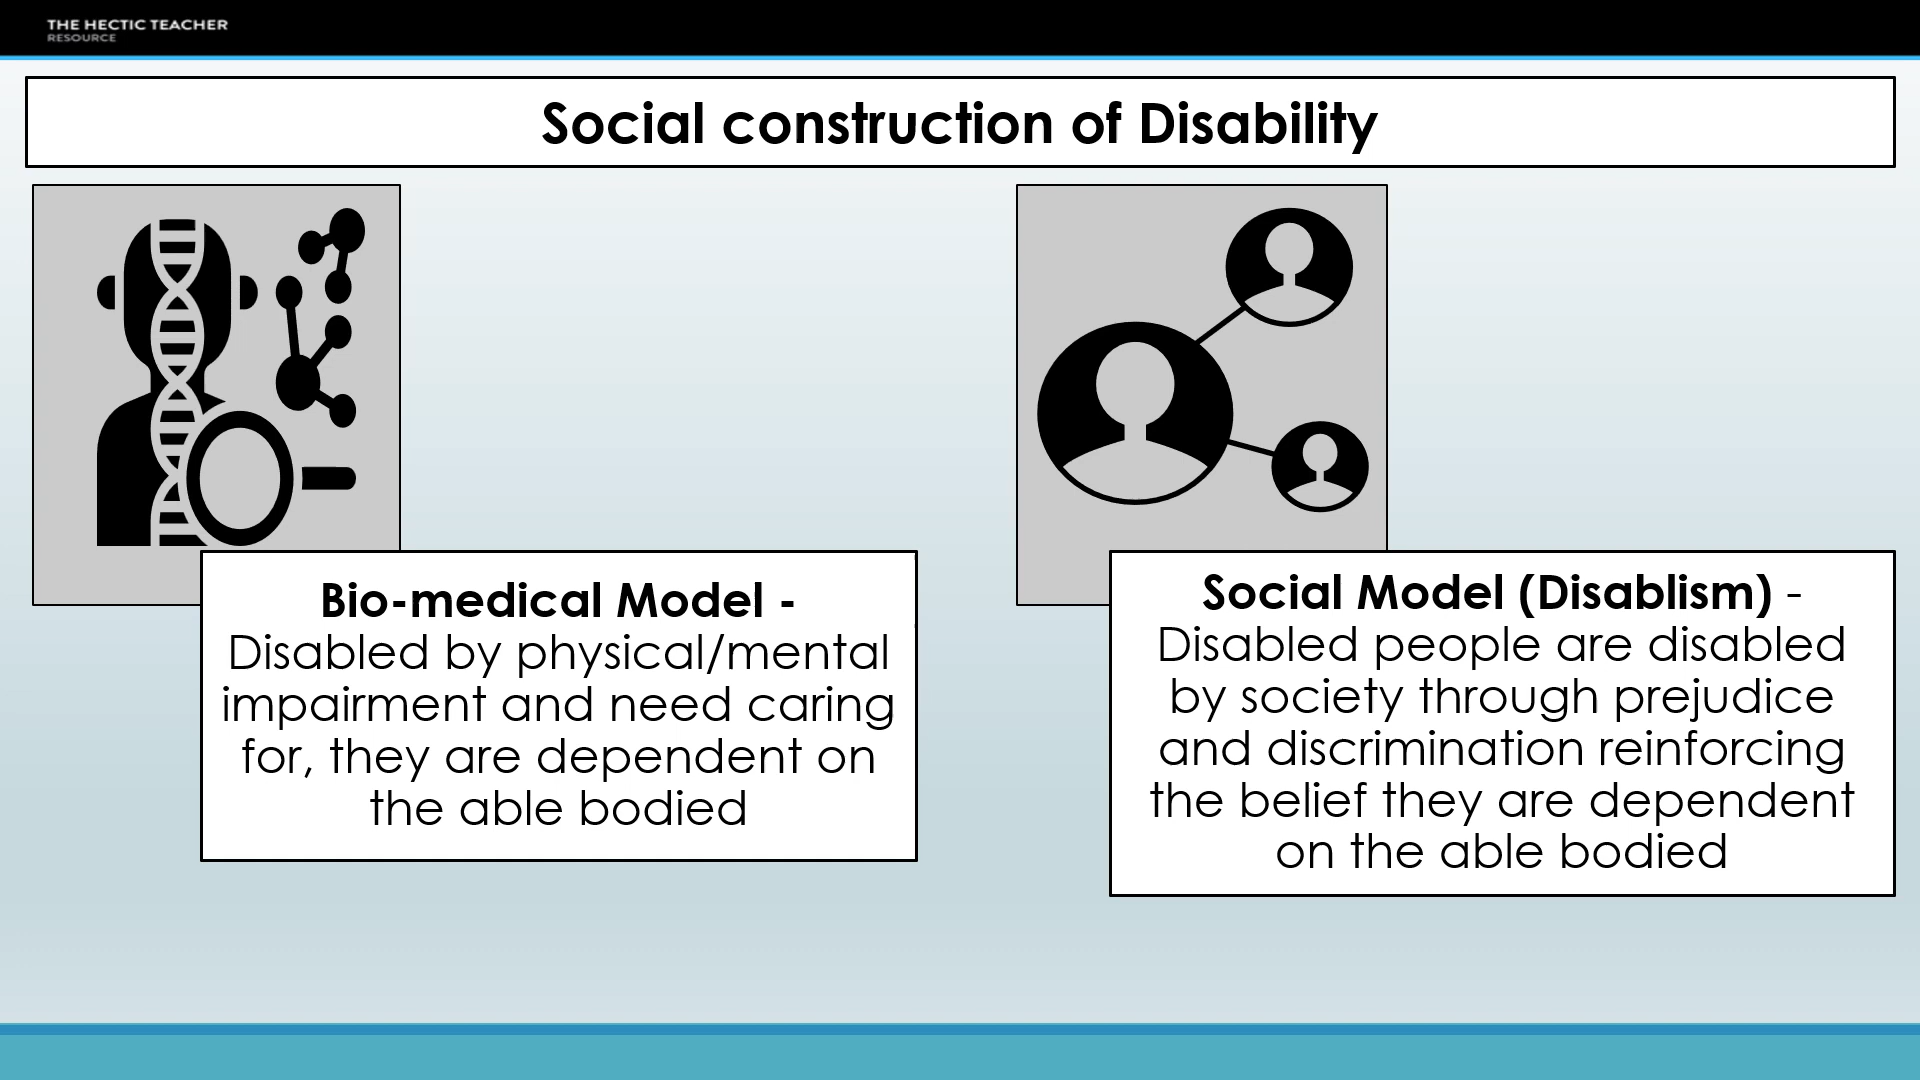 THE HECTIC TEACHER
RESOURCE
Social construction of Disability
Bio-medical Model -
Disabled by physical/mental
impairment and need caring
for, they are dependent on
the able bodied
Social Model (Disablism) -
Disabled people are disabled
by society through prejudice
and discrimination reinforcing
the belief they are dependent
on the able bodied